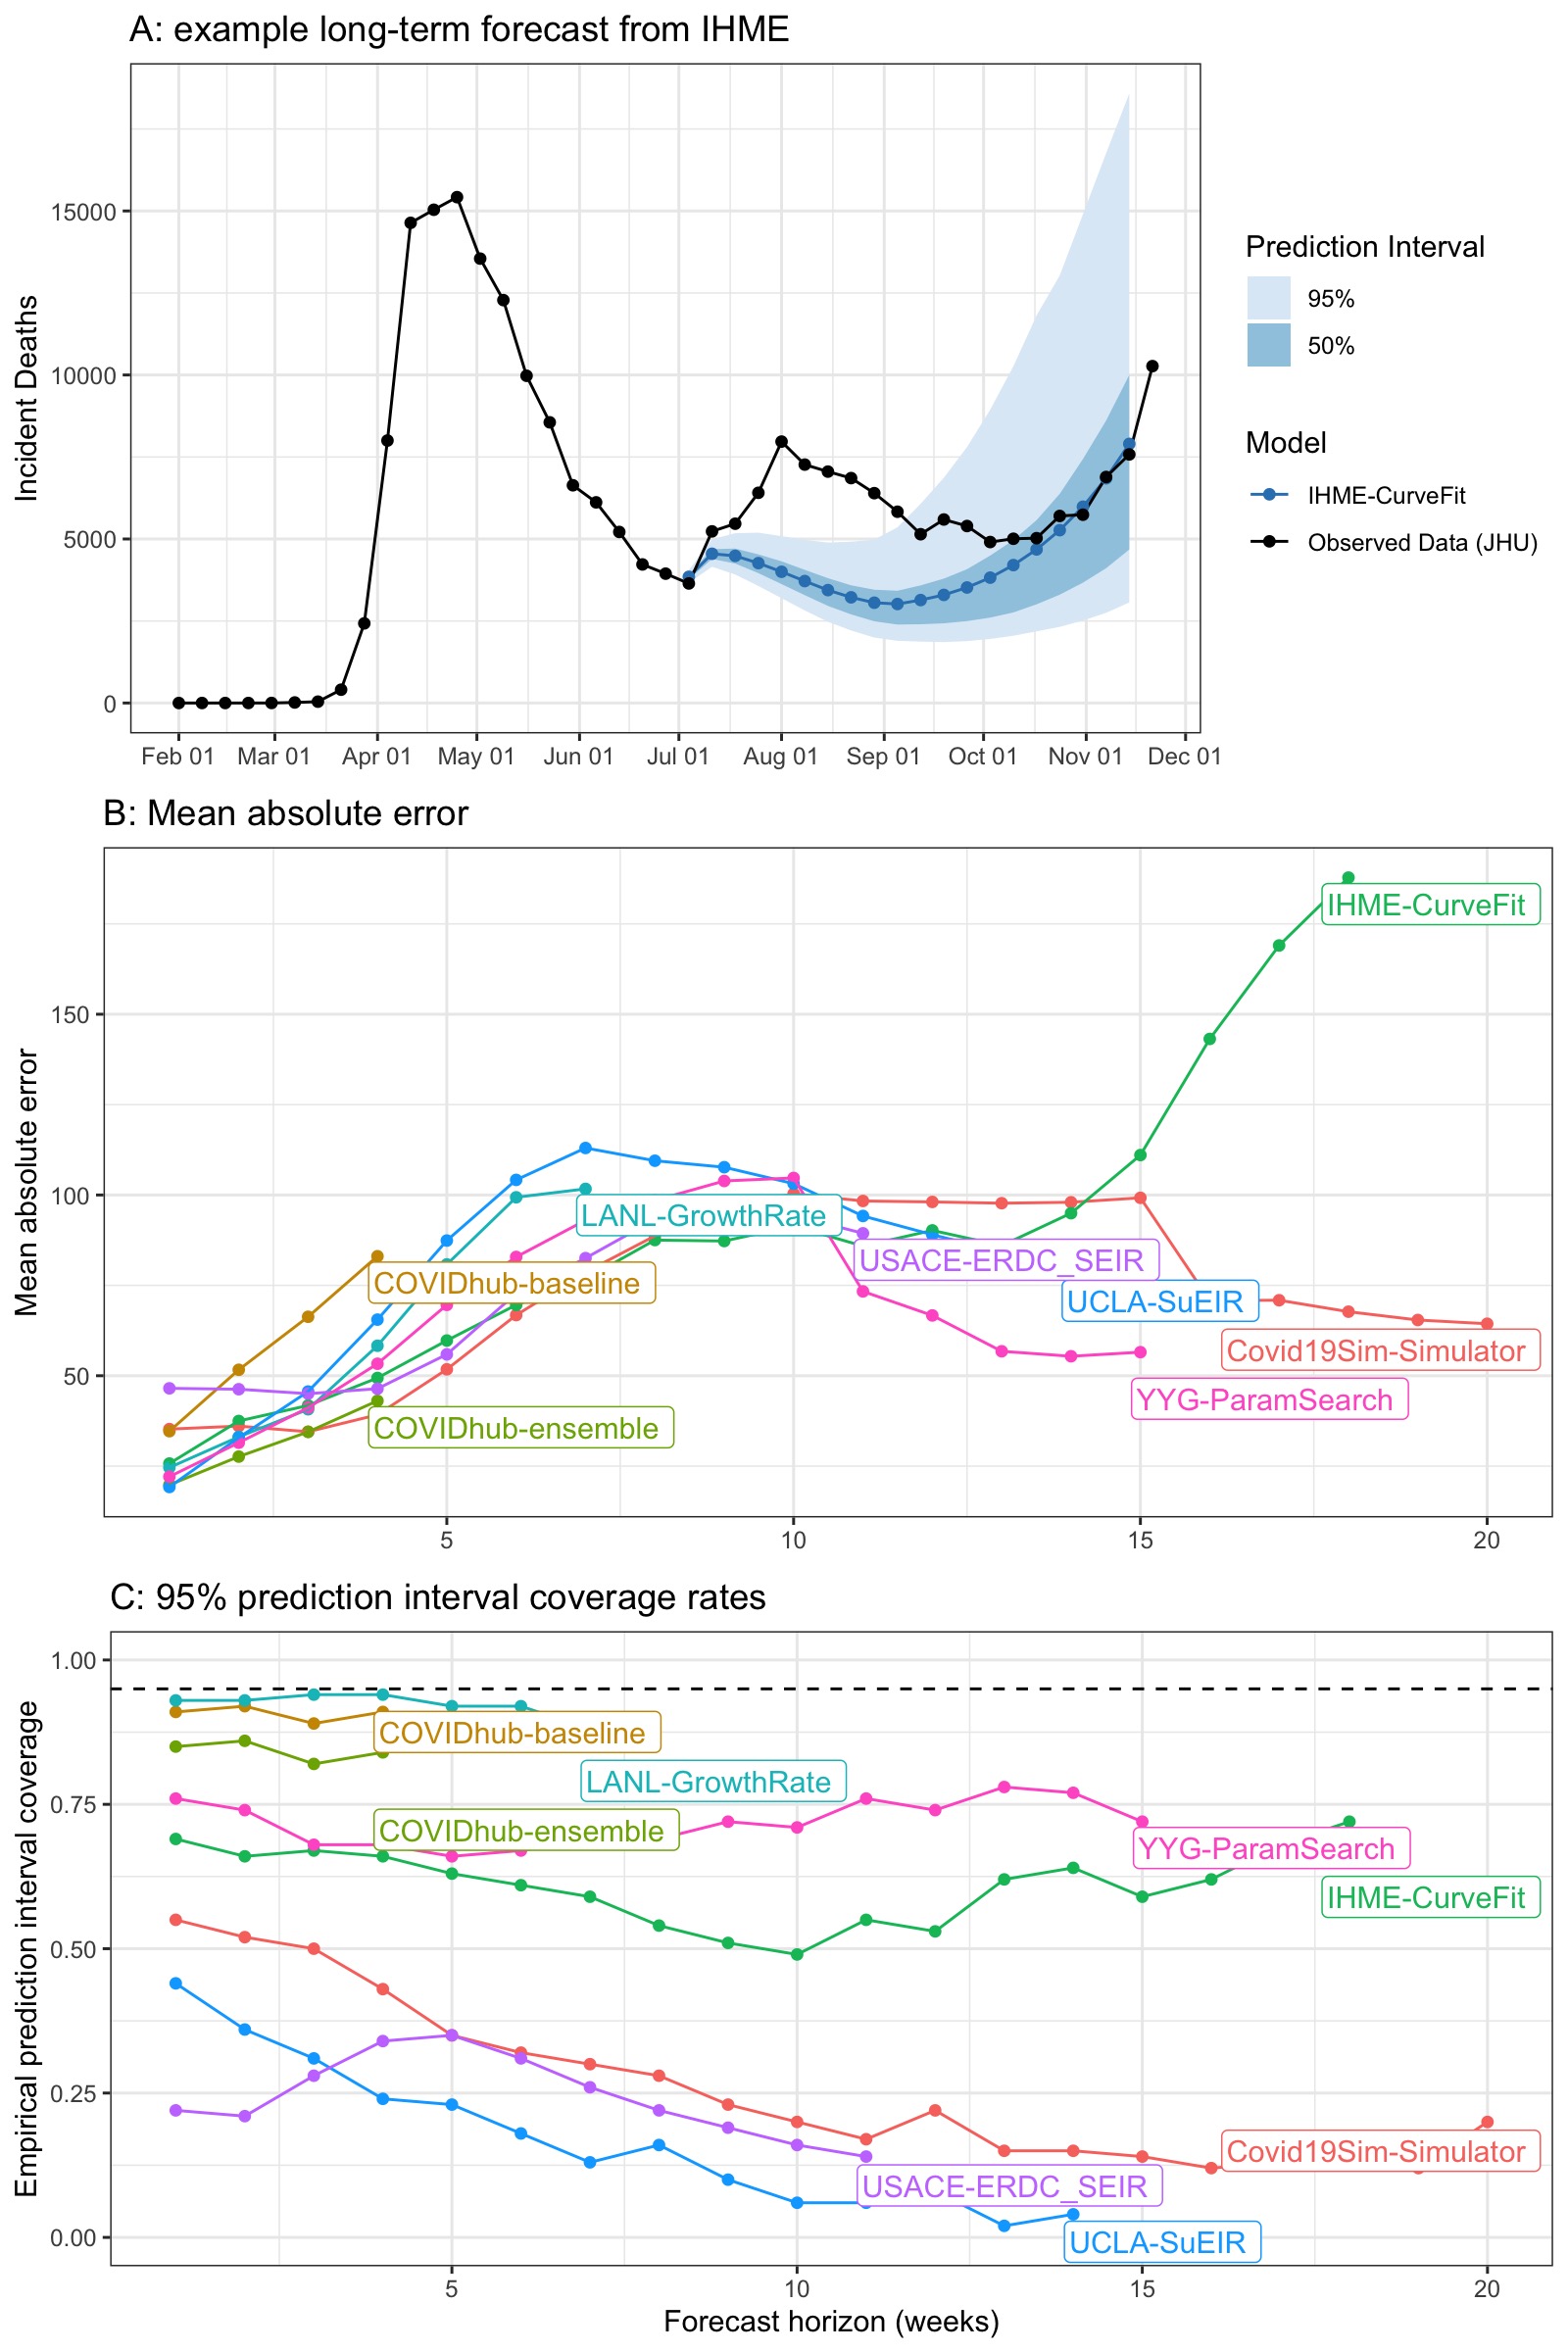 A: example long-term forecast from IHME
Incident Deaths
15000
10000
5000
0
Feb 01 Mar 01 Apr 01 May 01 Jun 01 Jul 01 Aug 01 Sep 01 Oct 01 Nov 01 Dec 01
Prediction Interval
95%
50%
Model
IHME-CurveFit
Observed Data (JHU)
B: Mean absolute error
Mean absolute error
150
100
50
IHME-CurveFit
LANL-GrowthRate
USACE-ERDC_SEIR
COVIDhub-baseline
UCLA-SuEIR
Covid19Sim-Simulator
YYG-ParamSearch
COVIDhub-ensemble
5 10 15 20
C: 95% prediction interval coverage rates
Empirical prediction interval coverage
1.00
0.75
0.50
0.25
0.00
COVIDhub-baseline
LANL-GrowthRate
COVIDhub-ensemble
YYG-ParamSearch
IHME-CurveFit
Covid19Sim-Simulator
USACE-ERDC_SEIR
UCLA-SuEIR
5 10 15 20
Forecast horizon (weeks)